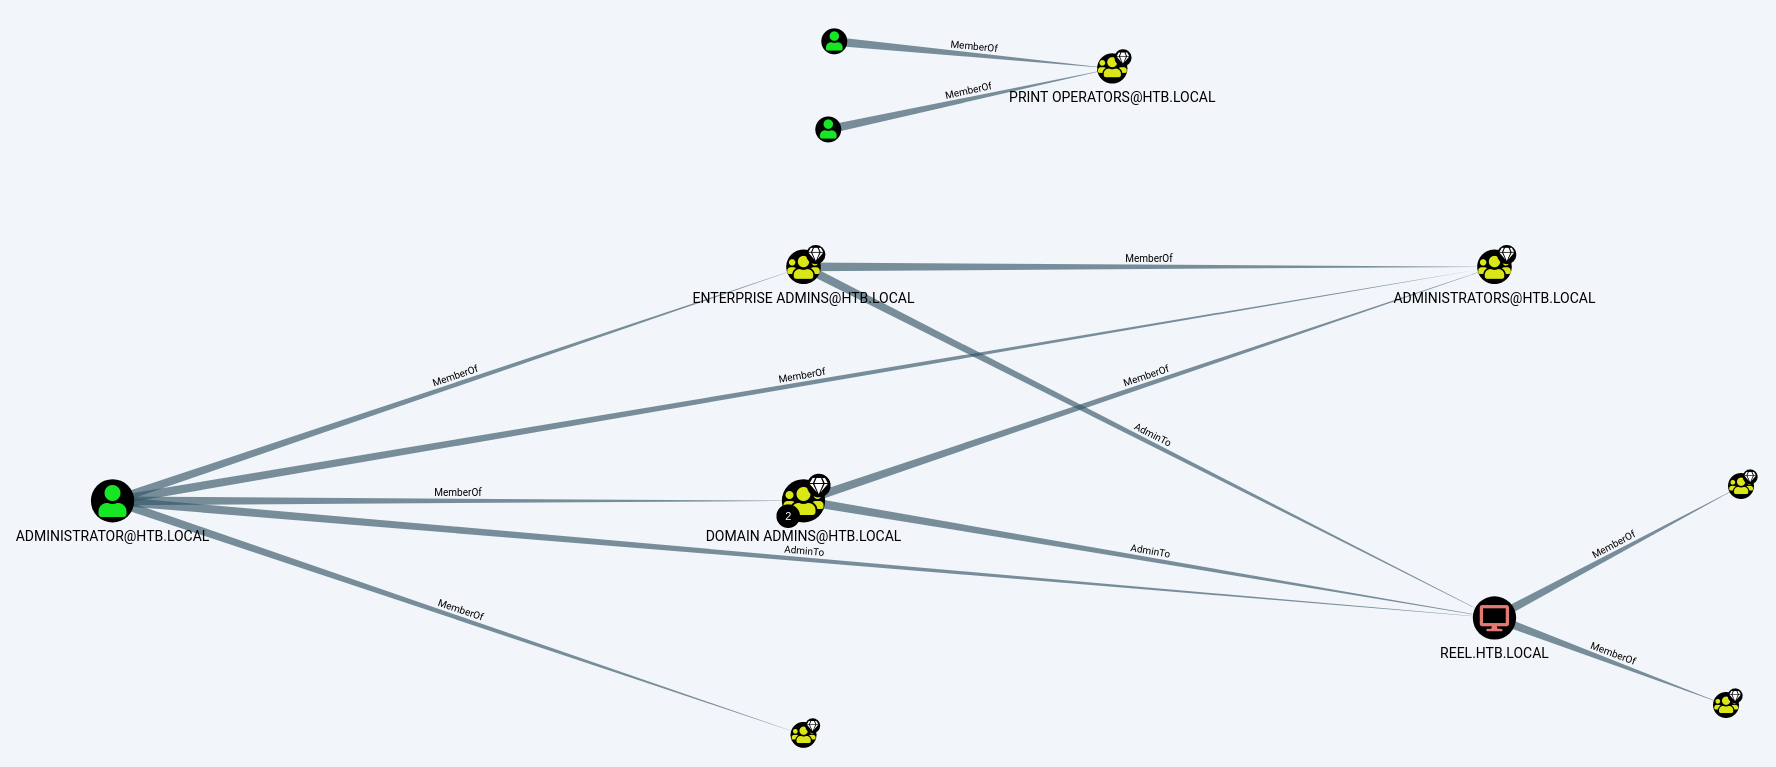 MemberOf
MemberOf
PRINT OPERATORS@HTB.LOCAL
MemberOf
ENTERPRISE ADMINS@HTB.LOCAL
ADMINISTRATORS@HTB.LOCAL
MemberOf
MemberOf
MemberOf
AdminTo
MemberOf
2
ADMINISTRATOR@HTB.LOCAL
DOMAIN ADMINS@HTB.LOCAL
AdminTo
AdminTo
MemberOf
MemberOf
REEL.HTB.LOCAL
MemberOf